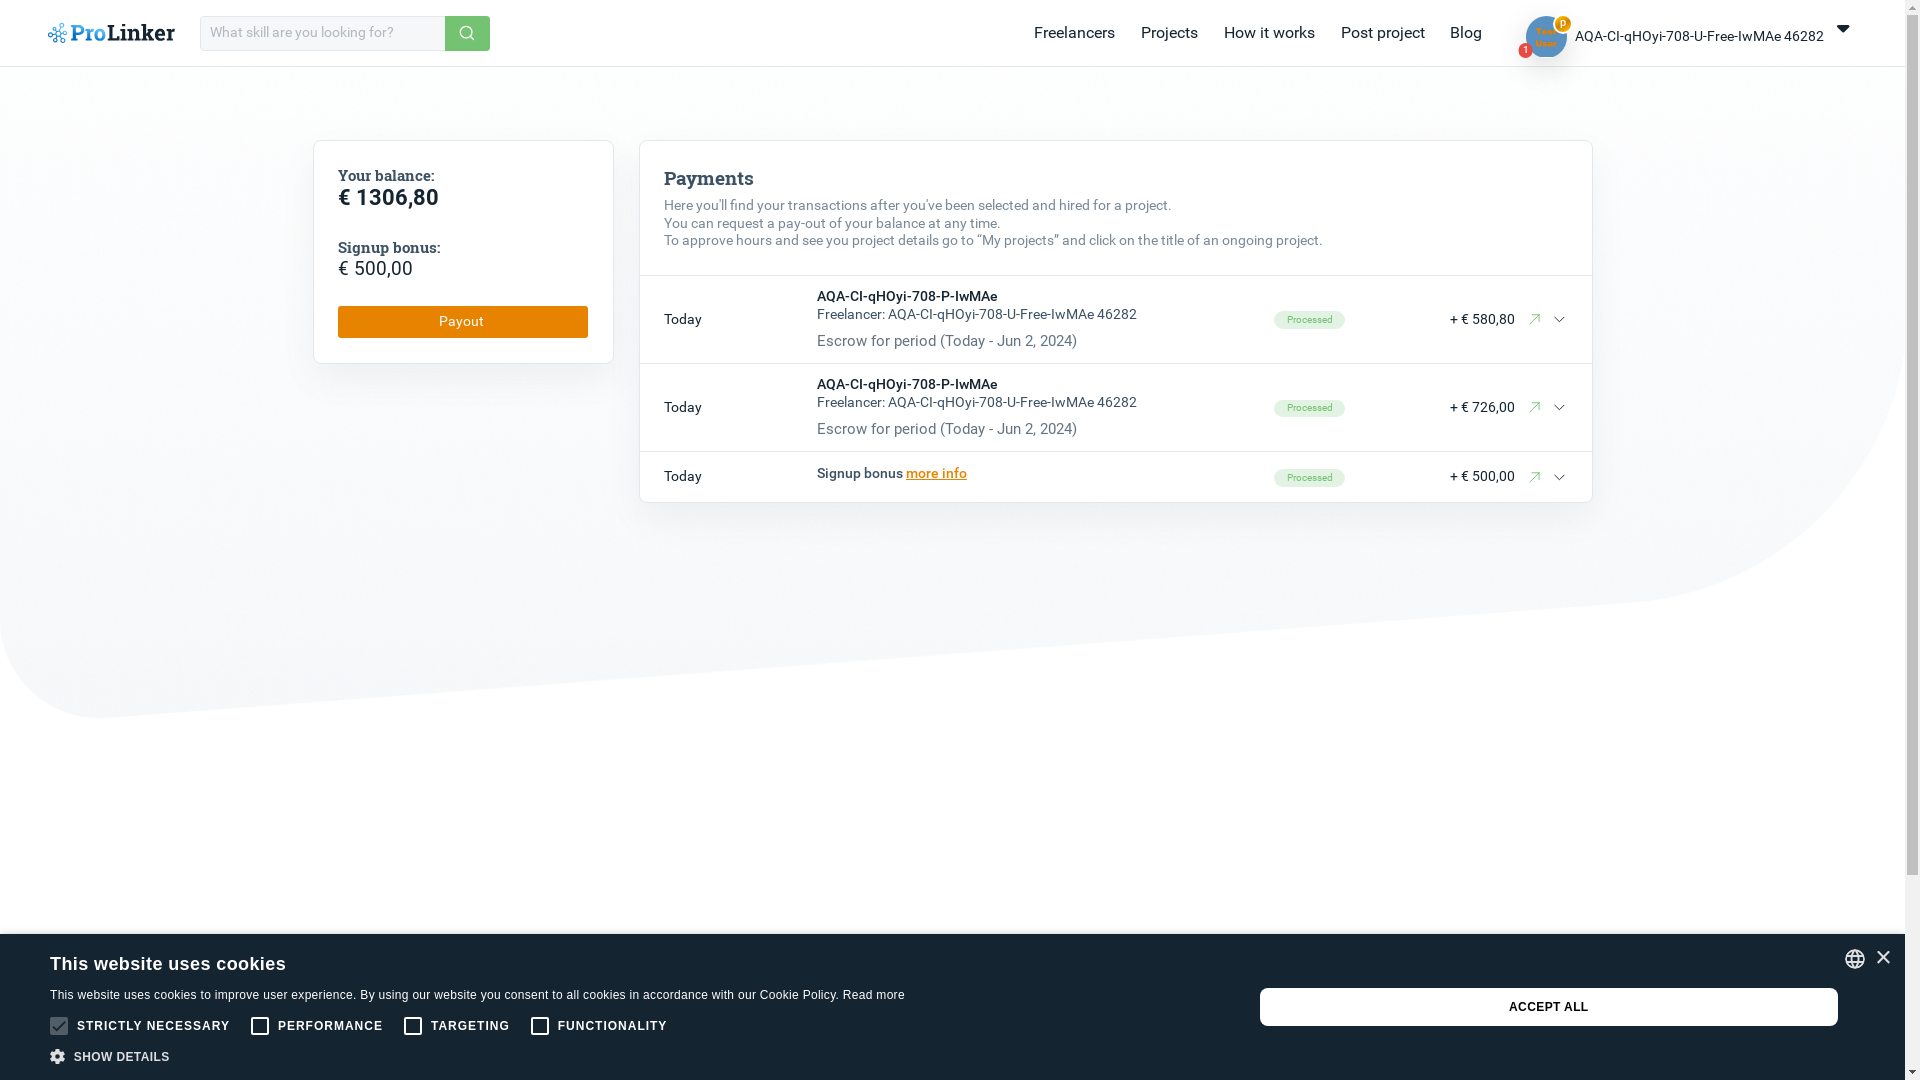 ProLinker
What skill are you looking for?
Freelancers
Projects
How it works
Post project
Blog
p
1
AQA-CI-qHOyi-708-U-Free-IwMAe 46282
Your balance:
€ 1306,80
Signup bonus:
€ 500,00
Payout
Payments
Here you'll find your transactions after you've been selected and hired for a project.
You can request a pay-out of your balance at any time.
To approve hours and see you project details go to “My projects” and click on the title of an ongoing project.
Today
AQA-CI-qHOyi-708-P-IwMAe
Freelancer: AQA-CI-qHOyi-708-U-Free-IwMAe 46282
Escrow for period (Today - Jun 2, 2024)
Processed
+ € 580,80
Today
AQA-CI-qHOyi-708-P-IwMAe
Freelancer: AQA-CI-qHOyi-708-U-Free-IwMAe 46282
Escrow for period (Today - Jun 2, 2024)
Processed
+ € 726,00
Today
Signup bonus more info
Processed
+ € 500,00
This website uses cookies
This website uses cookies to improve user experience. By using our website you consent to all cookies in accordance with our Cookie Policy. Read more
STRICTLY NECESSARY
PERFORMANCE
TARGETING
FUNCTIONALITY
SHOW DETAILS
ACCEPT ALL
×